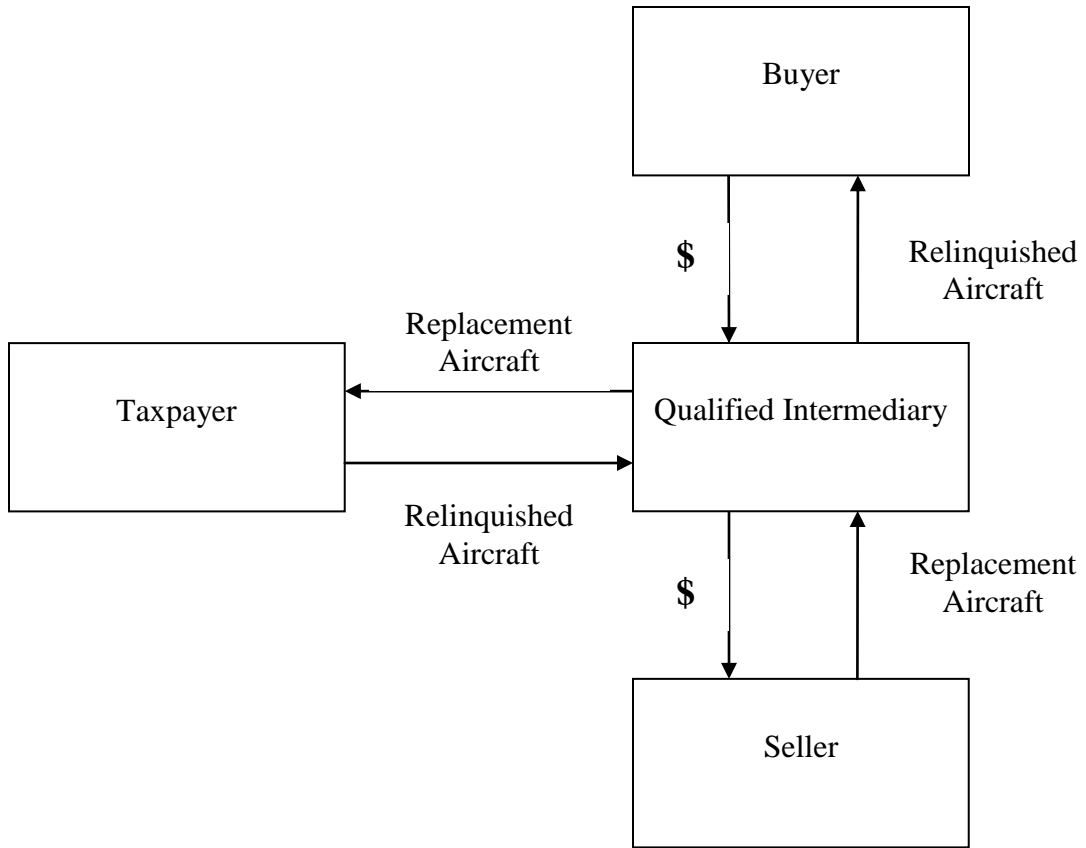 Buyer
$
Relinquished
Aircraft
Replacement
Aircraft
Taxpayer
Qualified Intermediary
Relinquished
Aircraft
$
Replacement
Aircraft
Seller